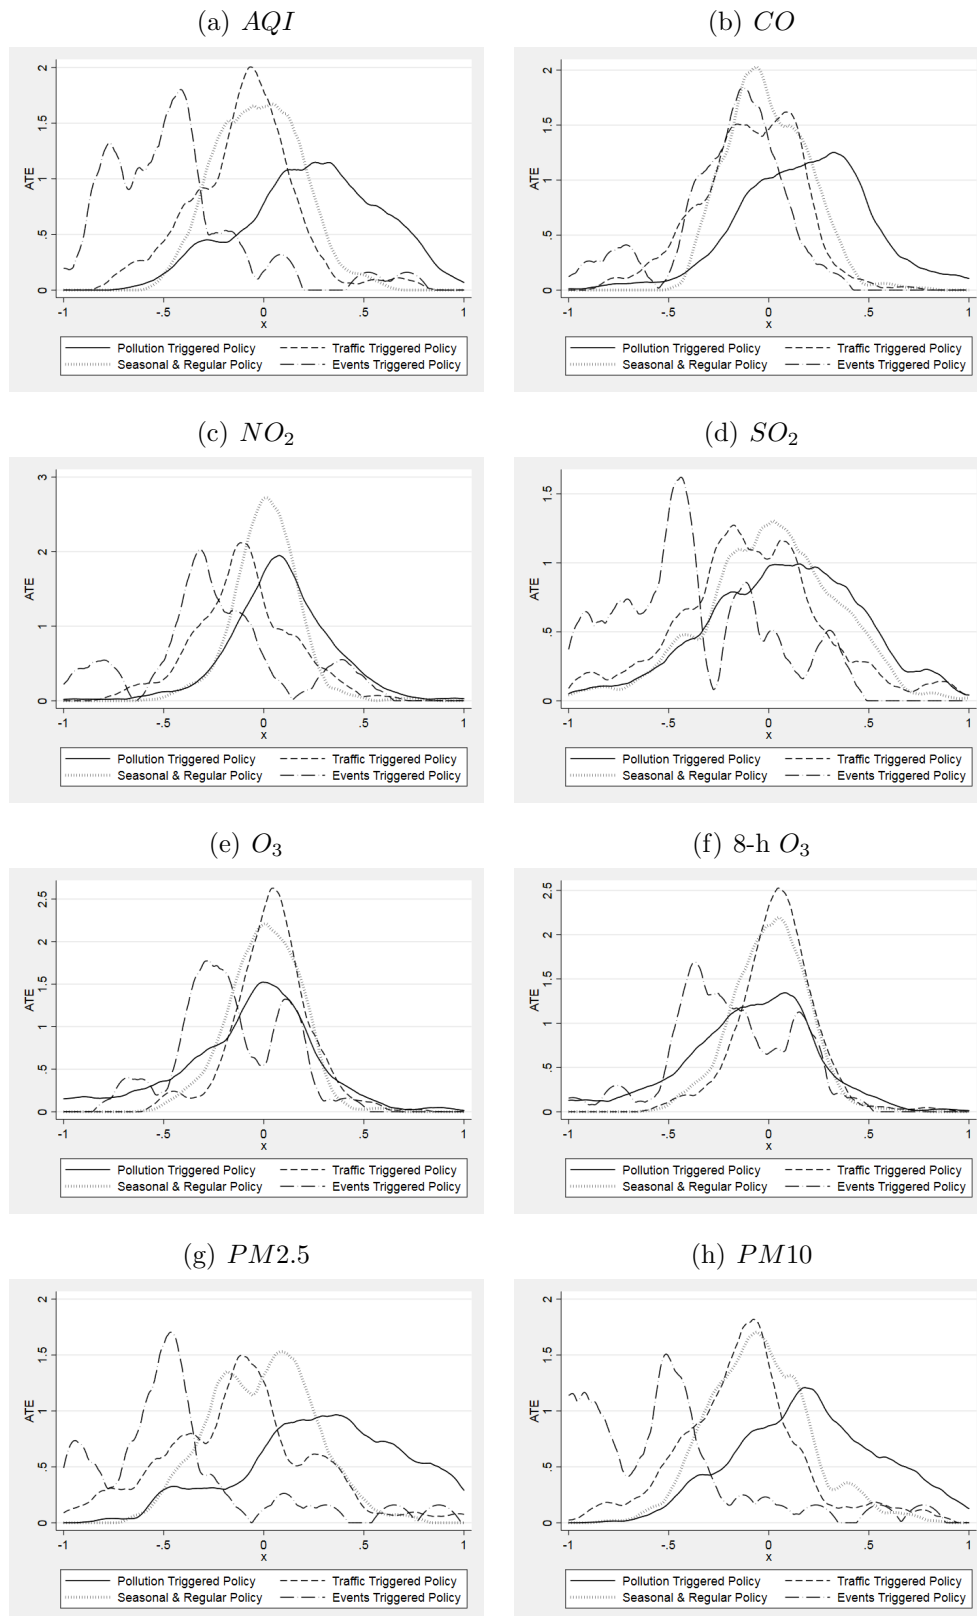 (a) AQI
(b) CO
2
1.5
1
.5
0
ATE
-1 -.5 0 .5 1
x
Pollution Triggered Policy Traffic Triggered Policy
Seasonal & Regular Policy Events Triggered Policy
2
1.5
1
.5
0
ATE
-1 -.5 0 .5 1
x
Pollution Triggered Policy Traffic Triggered Policy
Seasonal & Regular Policy Events Triggered Policy
(c) NO2
(d) SO2
3
2
1
0
ATE
-1 -.5 0 .5 1
x
Pollution Triggered Policy Traffic Triggered Policy
Seasonal & Regular Policy Events Triggered Policy
1.5
1
.5
0
ATE
-1 -.5 0 .5 1
x
Pollution Triggered Policy Traffic Triggered Policy
Seasonal & Regular Policy Events Triggered Policy
(e) O3
(f) 8-h O3
2.5
2
1.5
1
.5
0
ATE
-1 -.5 0 .5 1
x
Pollution Triggered Policy Traffic Triggered Policy
Seasonal & Regular Policy Events Triggered Policy
2.5
2
1.5
1
.5
0
ATE
-1 -.5 0 .5 1
x
Pollution Triggered Policy Traffic Triggered Policy
Seasonal & Regular Policy Events Triggered Policy
(g) PM2.5
(h) PM10
2
1.5
1
.5
0
ATE
-1 -.5 0 .5 1
x
Pollution Triggered Policy Traffic Triggered Policy
Seasonal & Regular Policy Events Triggered Policy
2
1.5
1
.5
0
ATE
-1 -.5 0 .5 1
x
Pollution Triggered Policy Traffic Triggered Policy
Seasonal & Regular Policy Events Triggered Policy